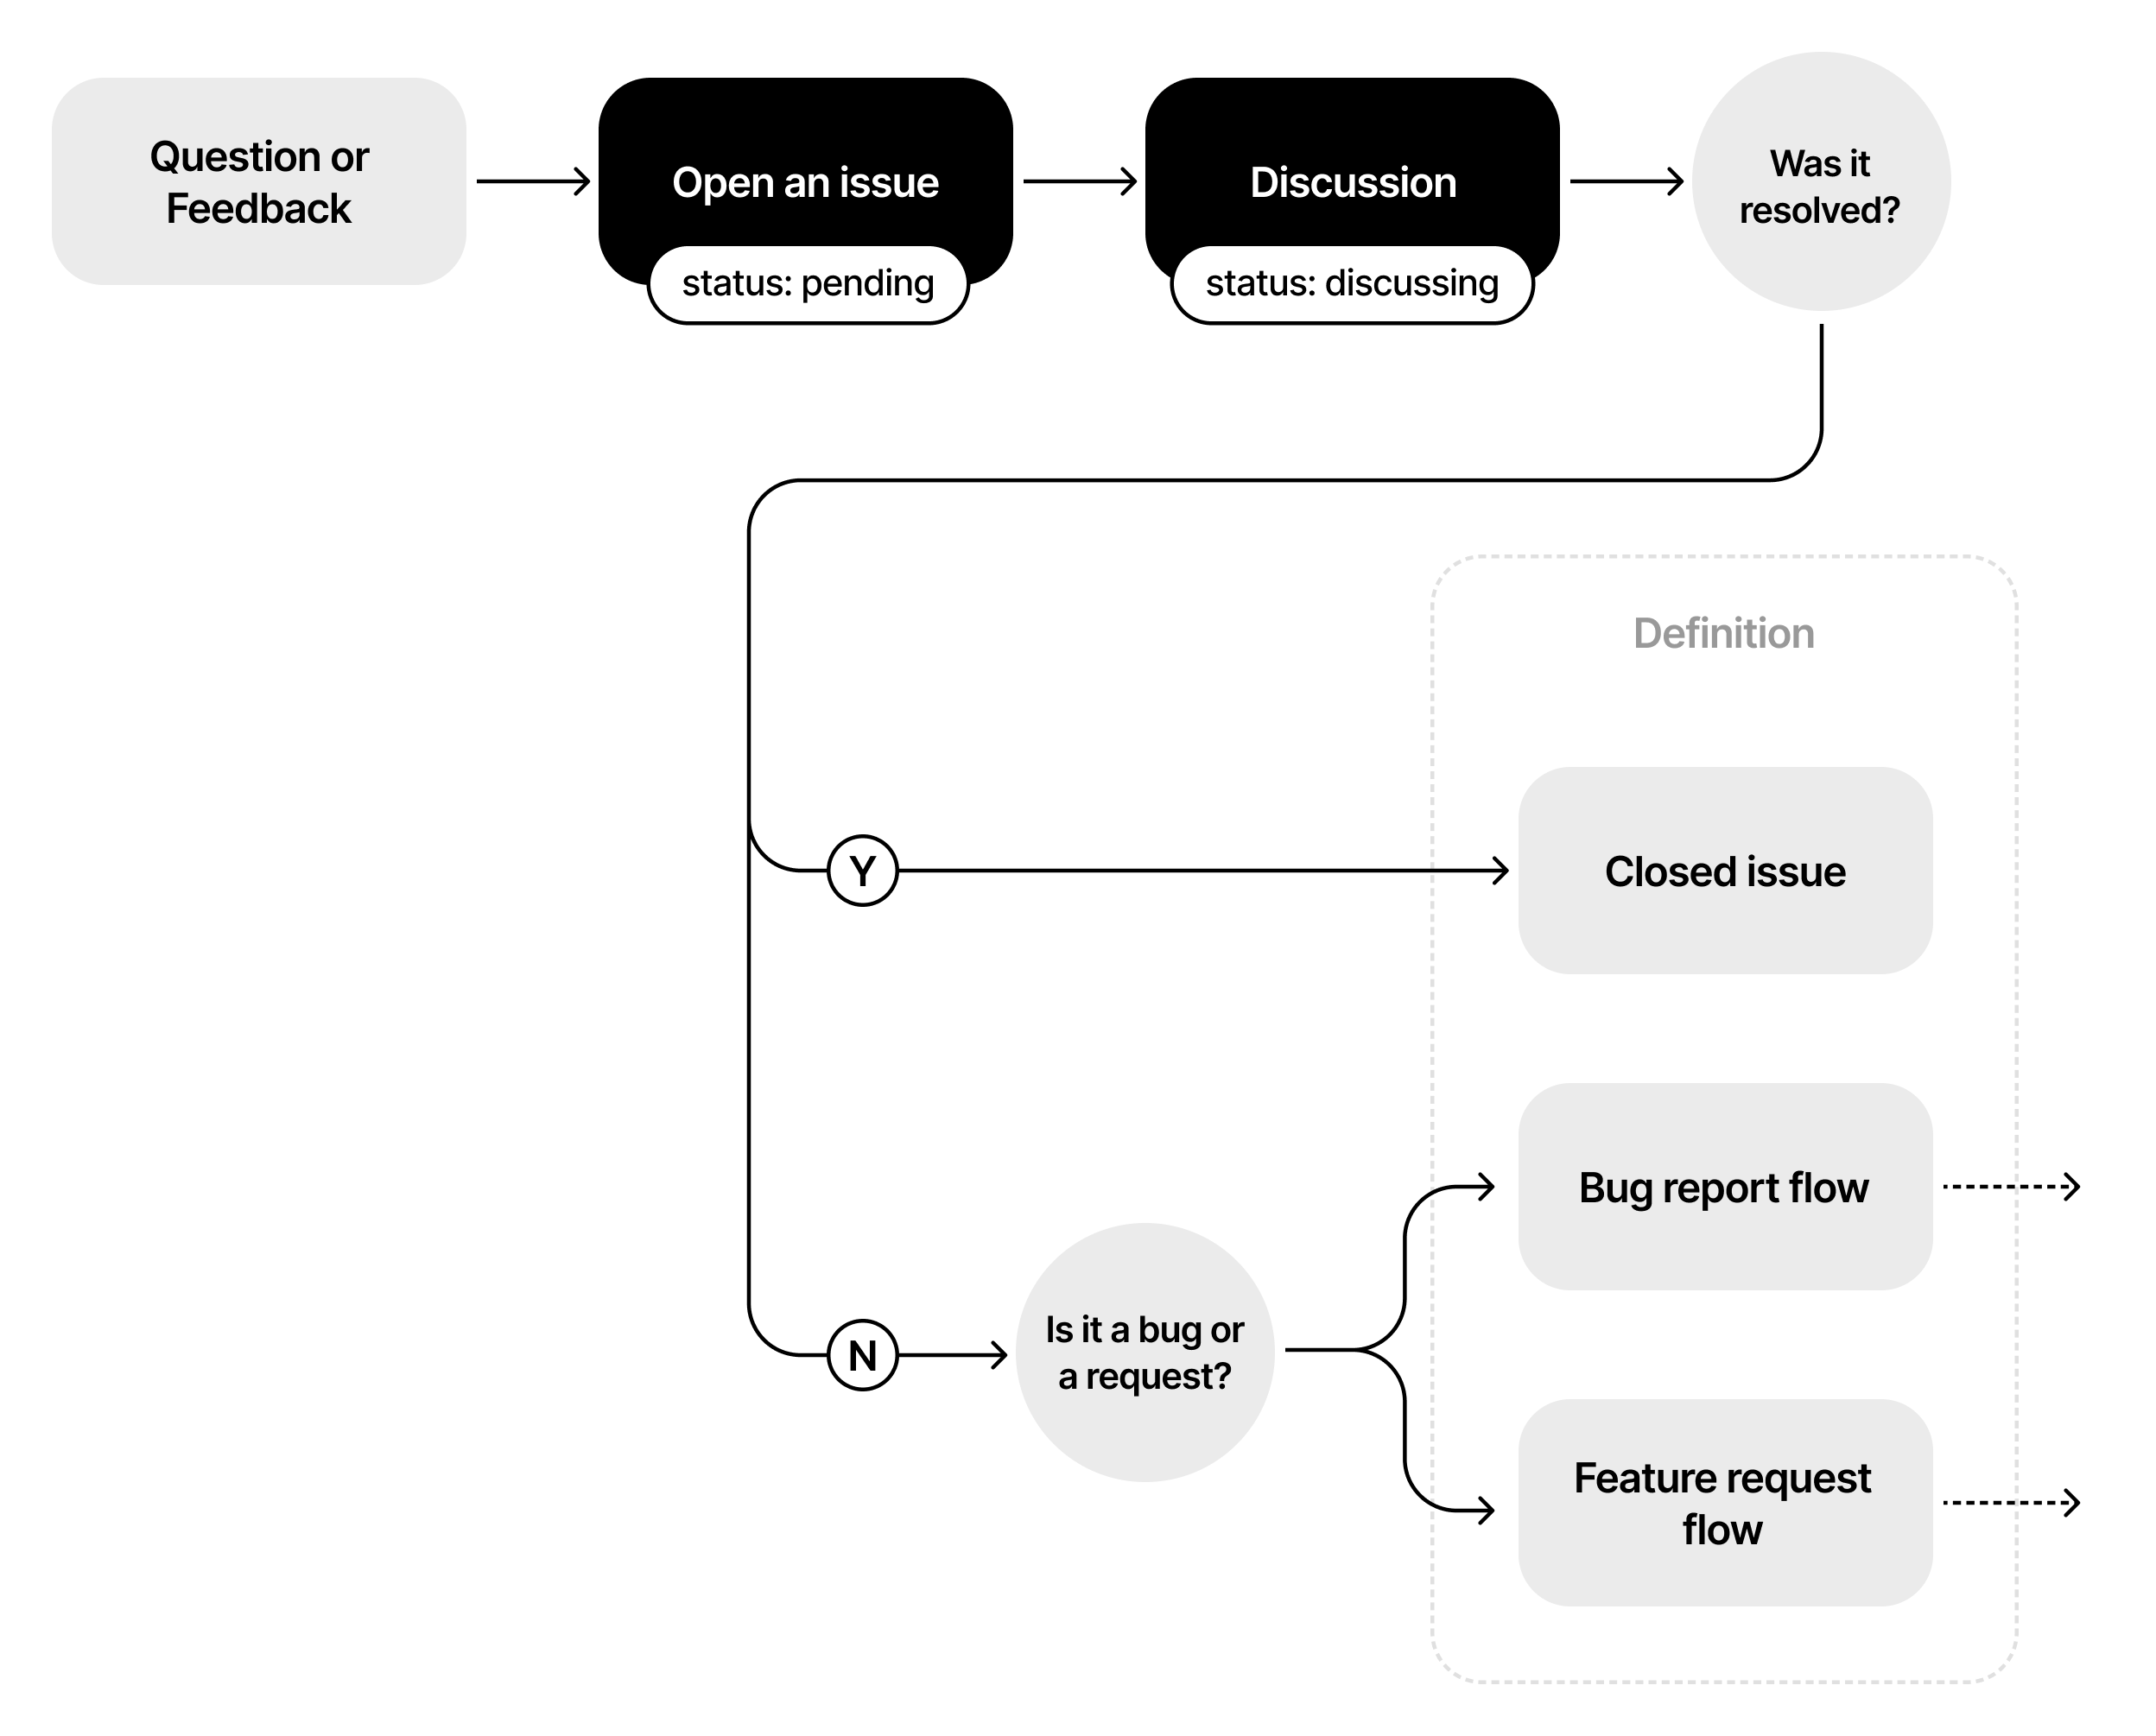 Question or
Feedback
Open an issue
status: pending
Discussion
status: discussing
Was it
resolved?
Definition
Y
Closed issue
Bug report flow
N
Is it a bug or
a request?
Feature request
flow